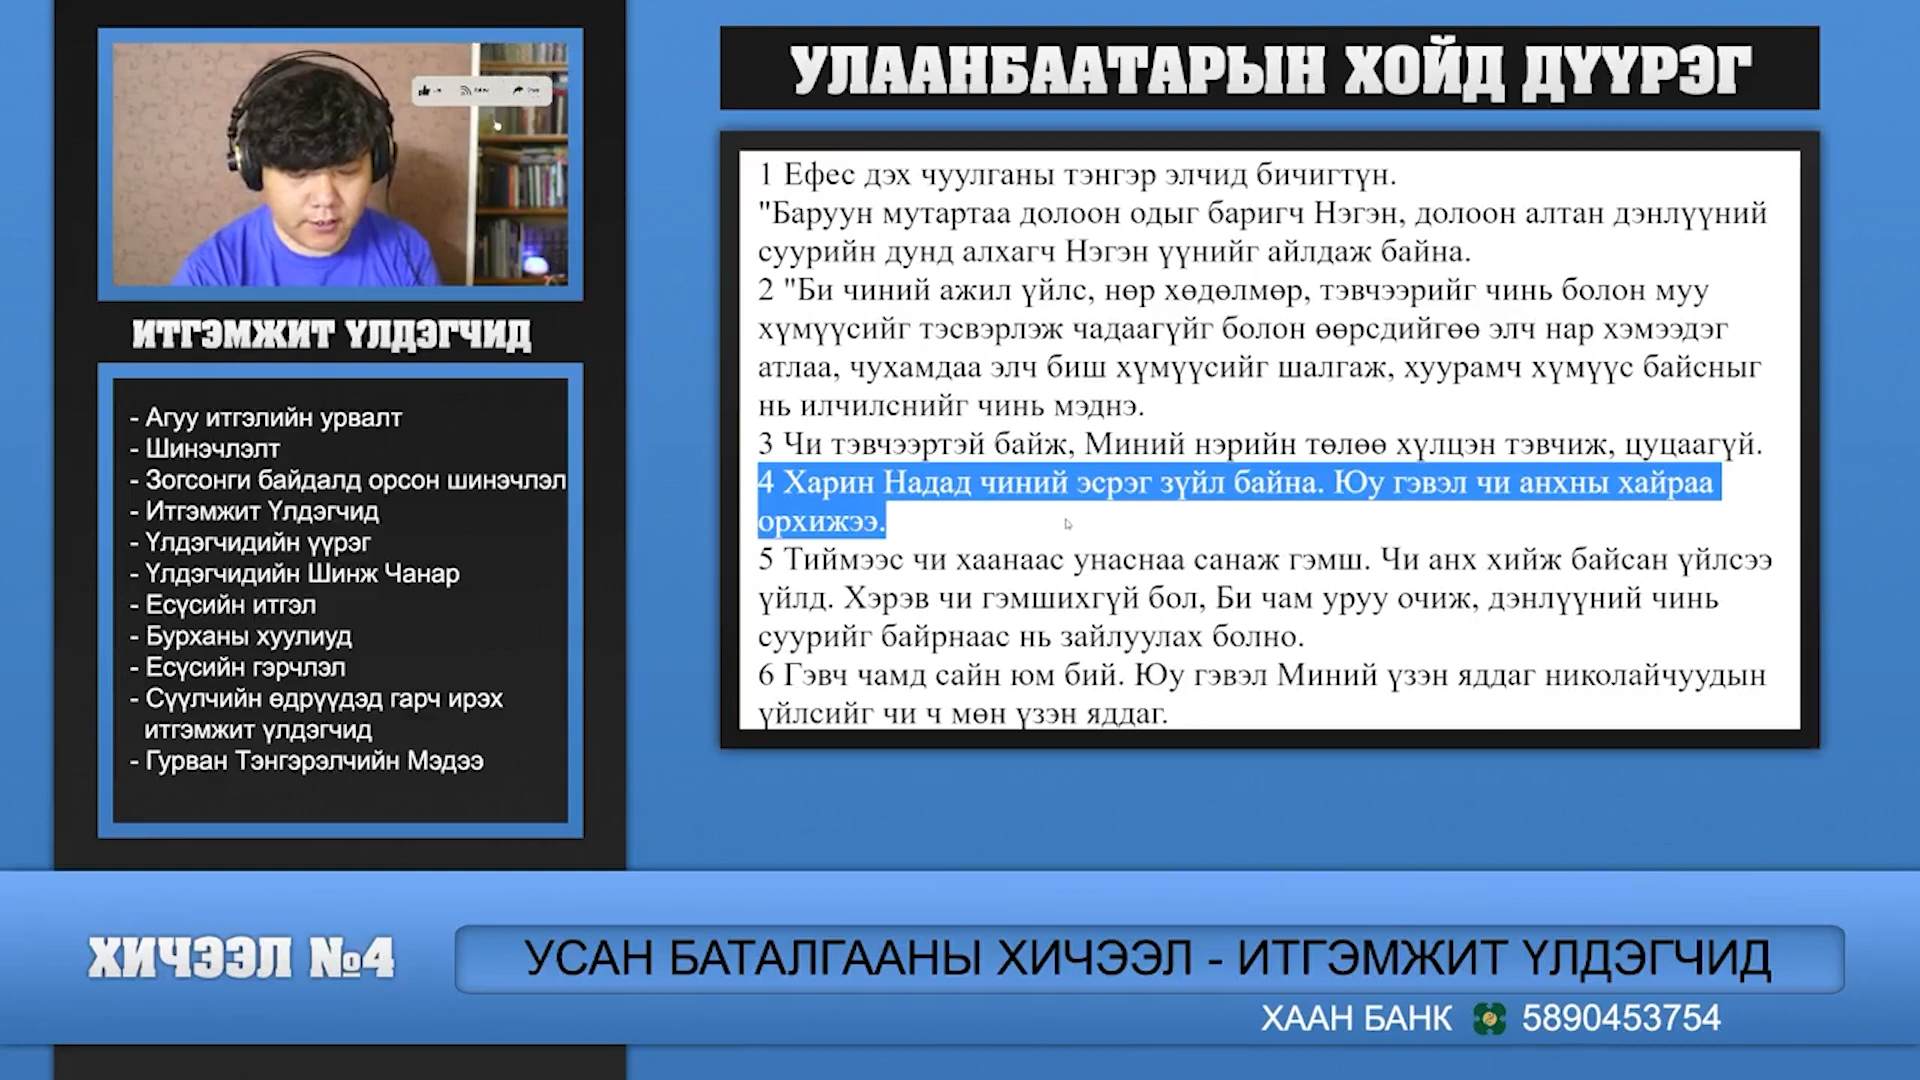 УЛААНБААТАРЫН ХОЙД ДҮҮРЭГ
1 Ефес дэх чуулганы тэнгэр элчид бичигтүн.
"Баруун мутартаа долоон одыг баригч Нэгэн, долоон алтан дэнлүүний
суурийн дунд алхагч Нэгэн үүнийг айлдаж байна.
2 "Би чиний ажил үйлс, нөр хөдөлмөр, тэвчээрийг чинь болон муу
хүмүүсийг тэсвэрлэж чадаагүйг болон өөрсдийгөө элч нар хэмээдэг
атлаа, чухамдаа элч биш хүмүүсийг шалгаж, хуурамч хүмүүс байсныг
нь илчилснийг чинь мэднэ.
3 Чи тэвчээртэй байж, Миний нэрийн төлөө хүлцэн тэвчиж, цуцаагүй.
4 Харин Надад чиний эсрэг зүйл байна. Юу гэвэл чи анхны хайраа
орхижээ.
5 Тиймээс чи хаанаас унаснаа санаж гэмш. Чи анх хийж байсан үйлсээ
үйлд. Хэрэв чи гэмшихгүй бол, Би чам уруу очиж, дэнлүүний чинь
суурийг байрнаас нь зайлуулах болно.
6 Гэвч чамд сайн юм бий. Юу гэвэл Миний үзэн яддаг николайчуудын
үйлсийг чи ч мөн үзэн яддаг.
ИТГЭМЖИТ ҮЛДЭГЧИД
- Агуу итгэлийн урвалт
- Шинэчлэлт
- Зогсонги байдалд орсон шинэчлэл
- Итгэмжит Үлдэгчид
- Үлдэгчидийн үүрэг
- Үлдэгчидийн Шинж Чанар
- Есүсийн итгэл
- Бурханы хуулиуд
- Есүсийн гэрчлэл
- Сүүлчийн өдрүүдэд гарч ирэх
итгэмжит үлдэгчид
- Гурван Тэнгэрэлчийн Мэдээ
ХИЧЭЭЛ №4
УСАН БАТАЛГААНЫ ХИЧЭЭЛ - ИТГЭМЖИТ ҮЛДЭГЧИД
ХААН БАНК 5890453754